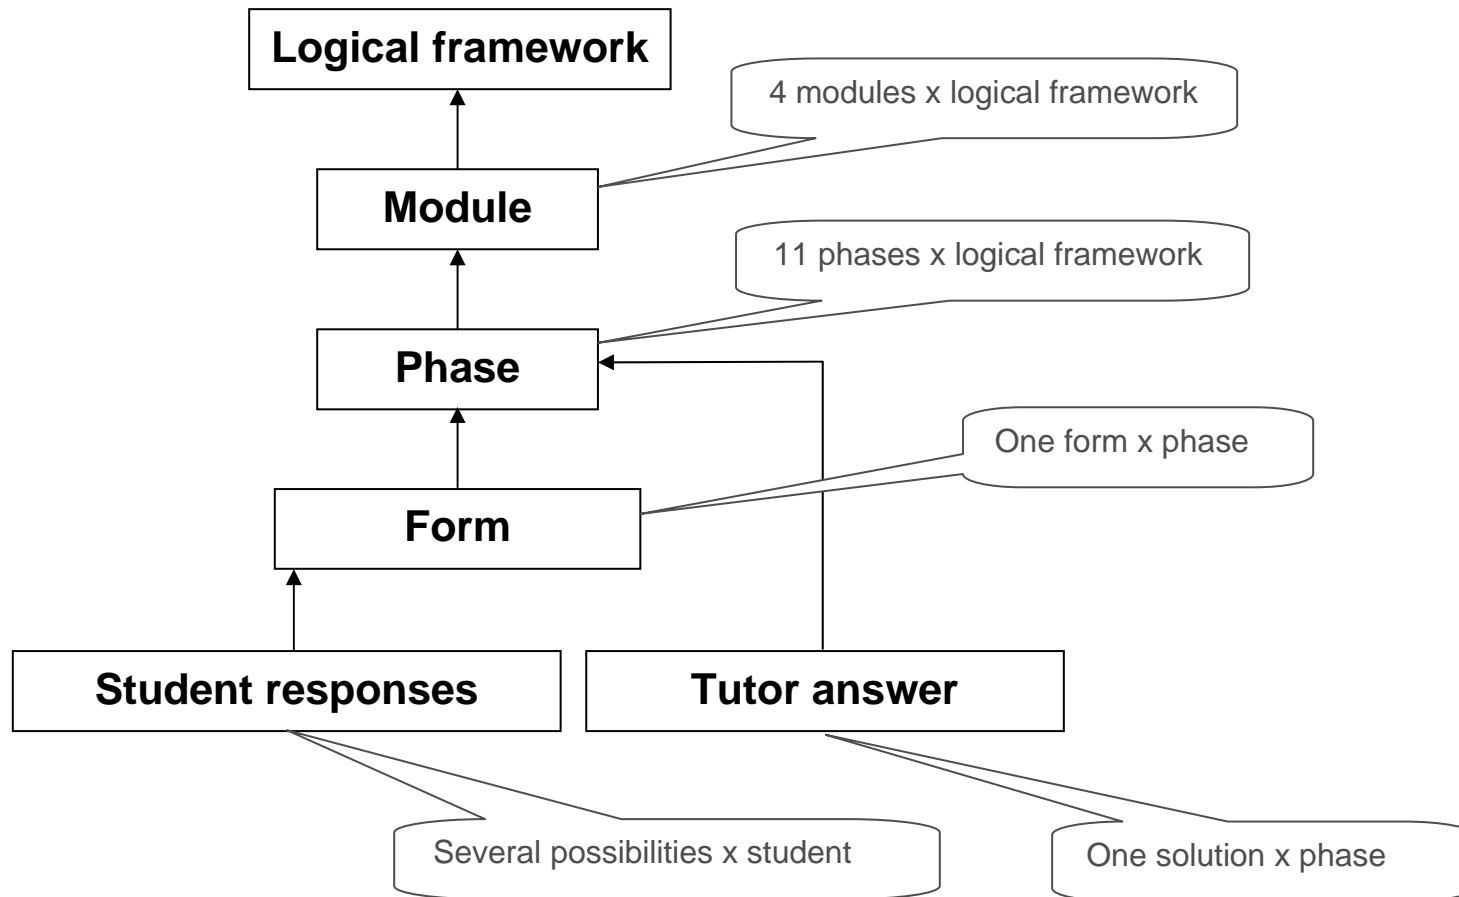 Logical framework
4 modules x logical framework
Module
11 phases x logical framework
Phase
One form x phase
Form
Student responses
Tutor answer
Several possibilities x student
One solution x phase